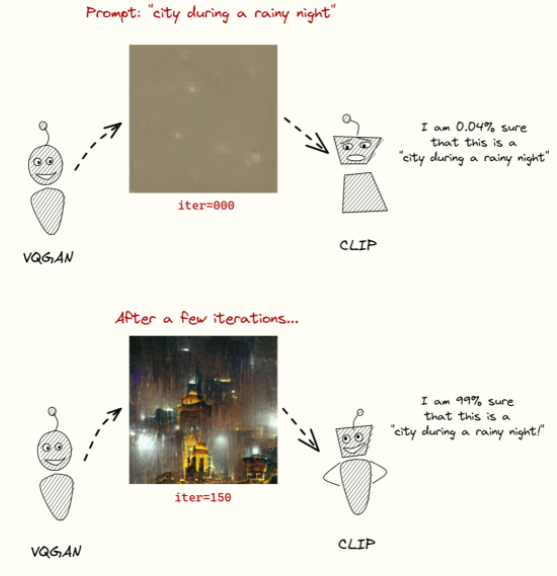 Prompt: "city during a rainy night"
I am 0.04% sure
that this is a
"city during a rainy night"
iter=000
VQGAN
CLIP
After a few iterations...
I am 99% sure
that this is a
"city during a rainy night!"
iter=150
VQGAN
CLIP